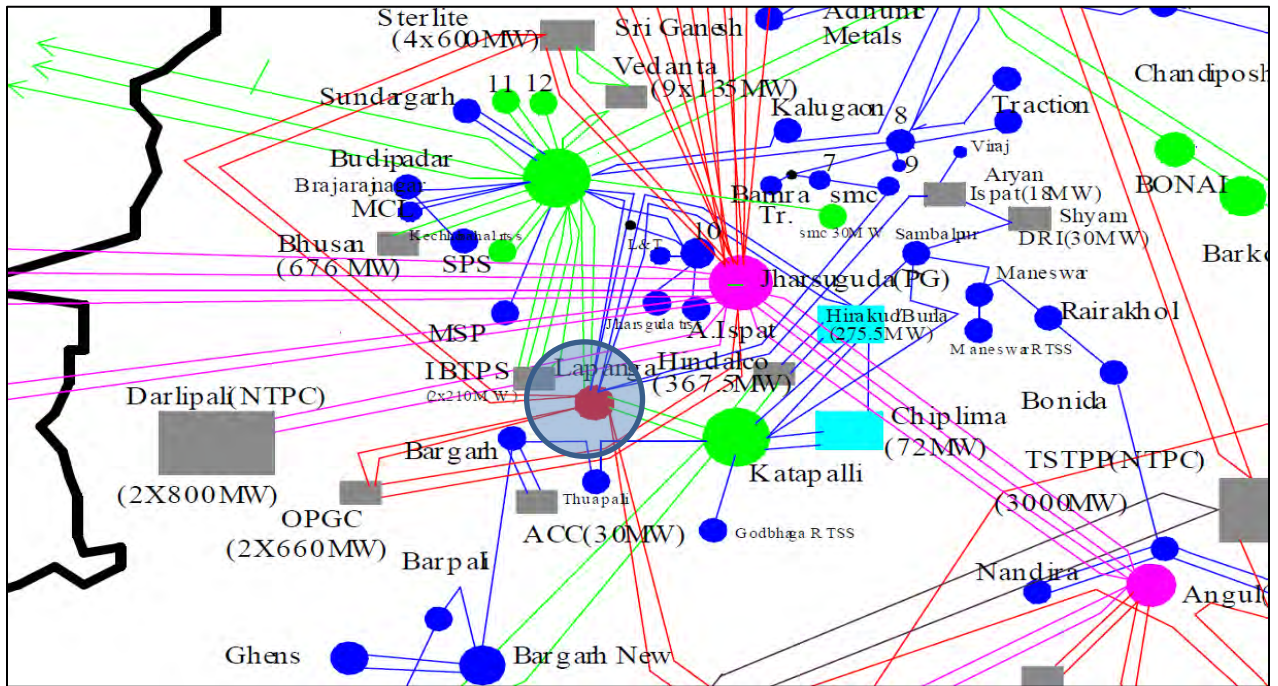 Sterlite
(4x600MW)
Sri Ganesh
Adhunic
Metals
Vedanta
(9x135MW)
Chandiposh
11
12
Sundargarh
Kalugaon
8
Traction
Viraj
Budipadar
Brajarajnagar
MCL
7
9
Bamra
Tr.
smc
Aryan
Ispat(18MW)
BONAI
smc 30MW
Shyam
DRI(30MW)
Bhusan
(676 MW)
SPS
L&T
10
Sambalpur
Jharsuguda(PG)
Maneswar
MSP
Jharsguda trss
A.Ispat
Hirakud/Burla
(275.5MW)
Maneswar RTSS
Rairakhol
IBTPS
(2x210MW)
Lapanga
Hindalco
(367.5MW)
Darlipali(NTPC)
(2X800MW)
Bonida
Bargarh
Chiplima
(72MW)
Katapalli
TSTPP(NTPC)
(3000MW)
Thuapali
OPGC
(2X660MW)
ACC(30MW)
Godbhaga RTSS
Barpali
Nandira
Angul(
Ghens
Bargarh New